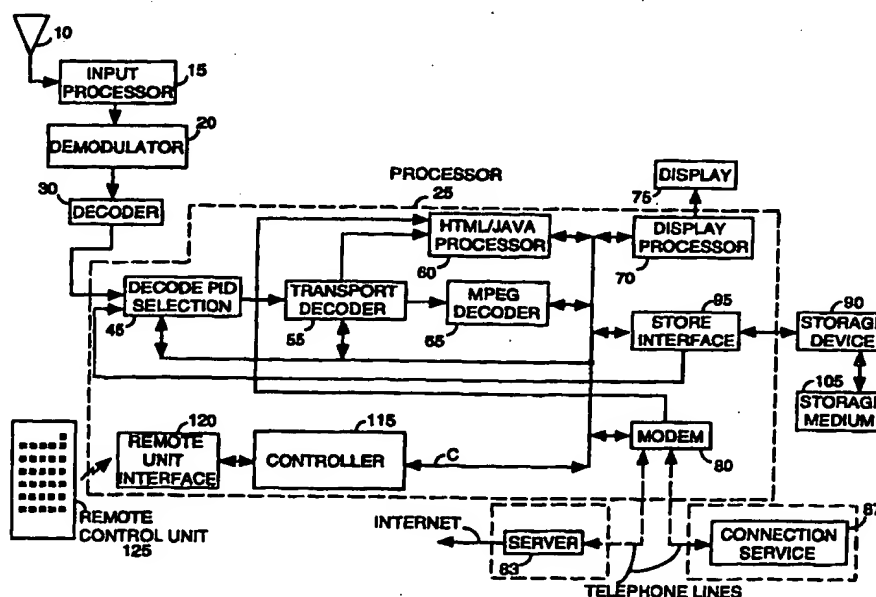 10
15
INPUT
PROCESSOR
20
DEMODULATOR
30
DECODER
PROCESSOR
25
75
DISPLAY
HTML/JAVA
PROCESSOR
60
DISPLAY
PROCESSOR
70
DECODE PID
SELECTION
45
TRANSPORT
DECODER
55
MPEG
DECODER
65
95
STORE
INTERFACE
90
STORAGE
DEVICE
105
STORAGE
MEDIUM
120
REMOTE
UNIT
INTERFACE
115
CONTROLLER
C
MODEM
80
REMOTE
CONTROL UNIT
125
INTERNET
SERVER
83
87
CONNECTION
SERVICE
TELEPHONE LINES